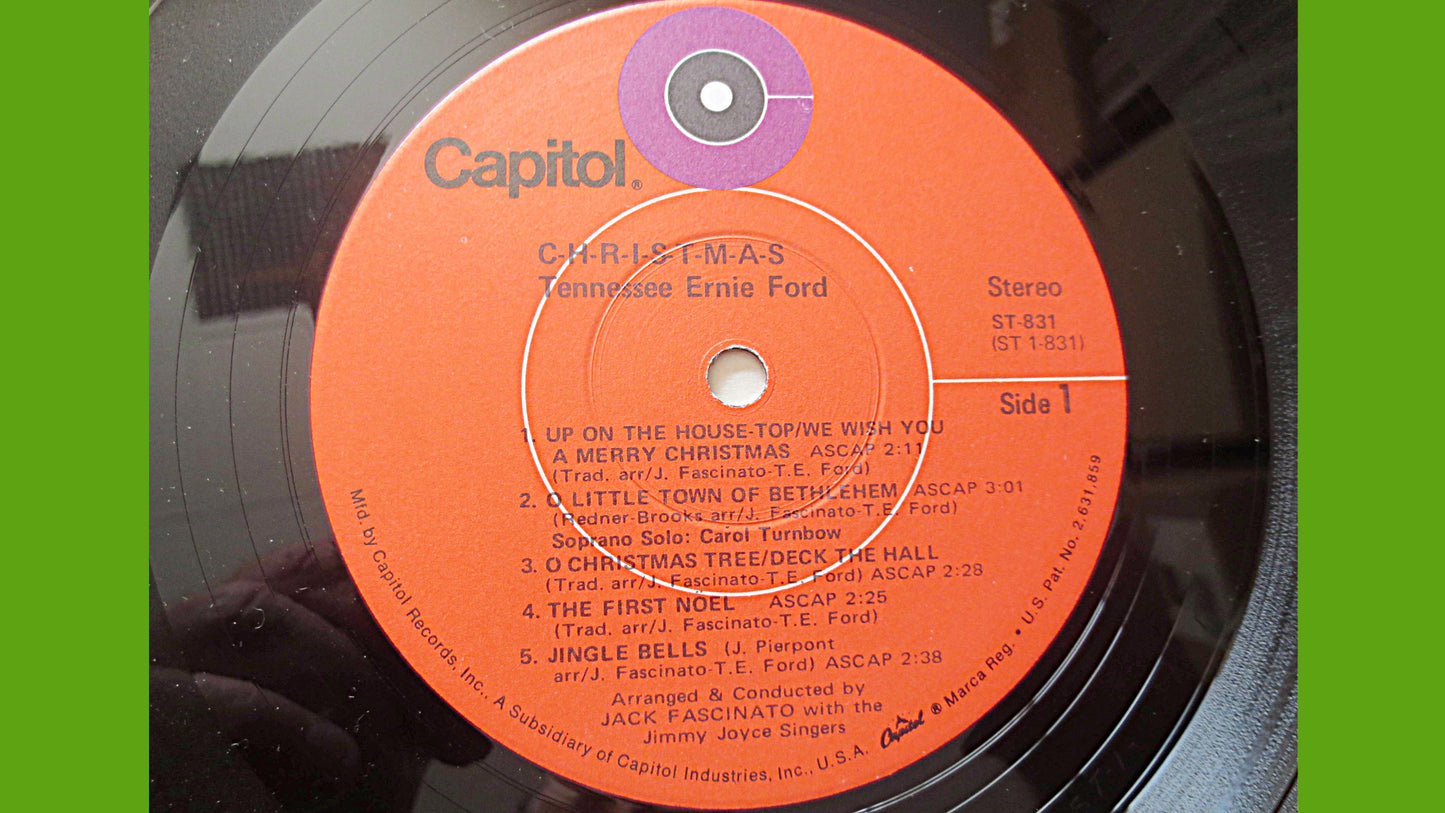 Capitol®
C-H-R-I-S-T-M-A-S
Tennessee Ernie Ford
Stereo
ST-831
(ST 1-831)
Side 1
1. UP ON THE HOUSE-TOP/WE WISH YOU
A MERRY CHRISTMAS ASCAP 2:11
(Trad. arr/J. Fascinato-T.E. Ford)
2. O LITTLE TOWN OF BETHLEHEM ASCAP 3:01
(Redner-Brooks arr/J. Fascinato-T.E. Ford)
Soprano Solo: Carol Turnbow
3. O CHRISTMAS TREE/DECK THE HALL
(Trad. arr/J. Fascinato-T.E. Ford) ASCAP 2:28
4. THE FIRST NOEL ASCAP 2:25
(Trad. arr/J. Fascinato-T.E. Ford)
5. JINGLE BELLS (J. Pierpont
arr/J. Fascinato-T.E. Ford) ASCAP 2:38
Arranged & Conducted by
JACK FASCINATO with the
Jimmy Joyce Singers
Mfd. by Capitol Records, Inc., A Subsidiary of Capitol Industries, Inc., U.S.A. Capitol ® Marca Reg. • U.S. Pat. No. 2,631,859